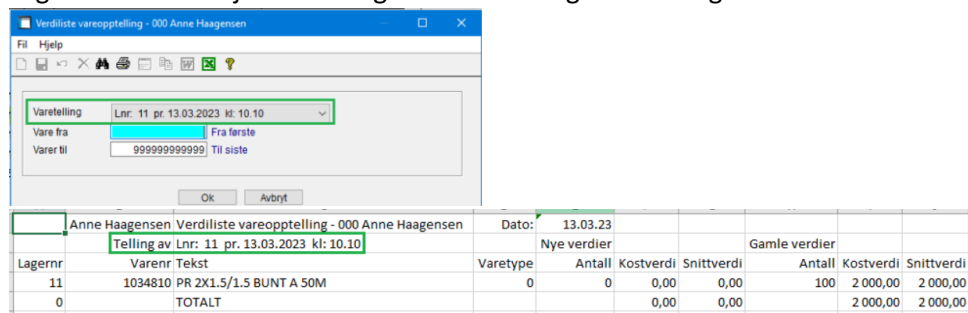 Verdiliste vareopptelling - 000 Anne Haagensen
Fil Hjelp
Varetelling Lnr: 11 pr. 13.03.2023 kl: 10.10
Vare fra Fra første
Varer til 999999999999 Til siste
Ok Avbryt
Anne Haagensen Verdiliste vareopptelling - 000 Anne Haagensen Dato: 13.03.23
Telling av Lnr: 11 pr. 13.03.2023 kl: 10.10 Nye verdier Gamle verdier
Lagernr Varenr Tekst Varetype Antall Kostverdi Snittverdi Antall Kostverdi Snittverdi
11 1034810 PR 2X1.5/1.5 BUNT A 50M 0 0 0,00 0,00 100 2 000,00 2 000,00
0 TOTALT 0,00 0,00 2 000,00 2 000,00